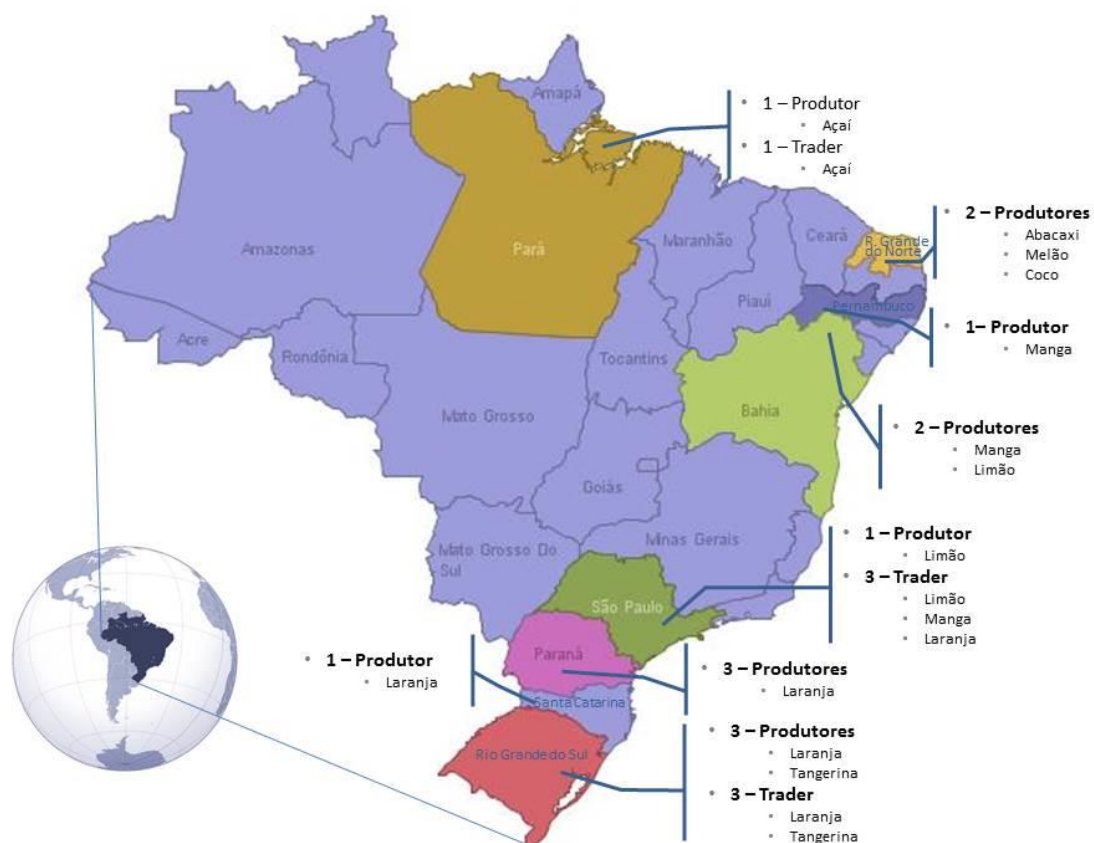 Amapá
• 1 – Produtor
• Açaí
• 1 – Trader
• Açaí
Amazonas
Pará
Maranhão
Ceará
R. Grande
do Norte
• 2 – Produtores
• Abacaxi
• Melão
• Coco
Piaui
Pernambuco
• 1– Produtor
• Manga
Acre
Rondônia
Tocantins
Mato Grosso
Bahia
• 2 – Produtores
• Manga
• Limão
Goiás
Minas Gerais
Mato Grosso Do
Sul
• 1 – Produtor
• Limão
• 3 – Trader
• Limão
• Manga
• Laranja
São Paulo
Paraná
• 1 – Produtor
• Laranja
• 3 – Produtores
• Laranja
Santa Catarina
Rio Grande do Sul
• 3 – Produtores
• Laranja
• Tangerina
• 3 – Trader
• Laranja
• Tangerina